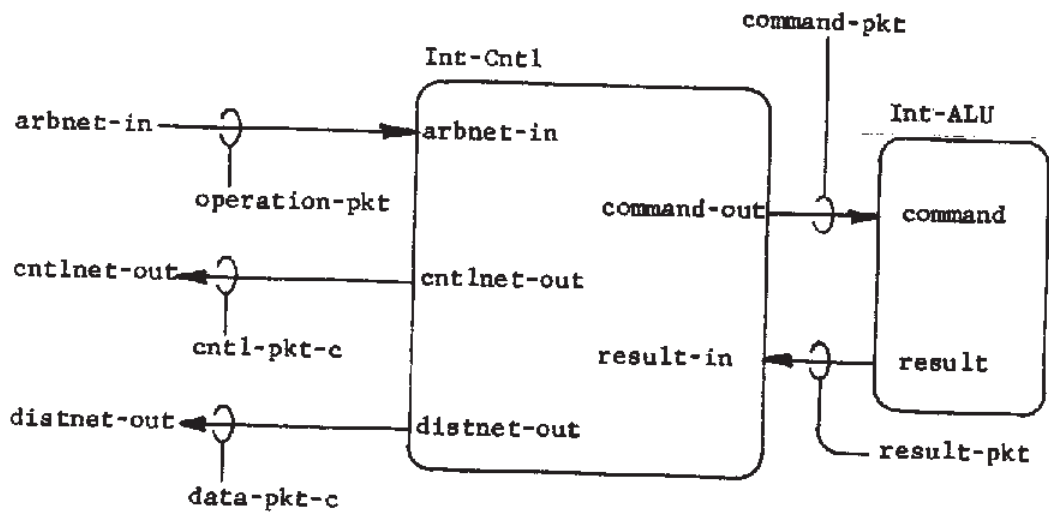 command-pkt
Int-Cntl
Int-ALU
arbnet-in
arbnet-in
operation-pkt
command-out
command
cntlnet-out
cntlnet-out
cntl-pkt-c
result-in
result
distnet-out
distnet-out
result-pkt
data-pkt-c